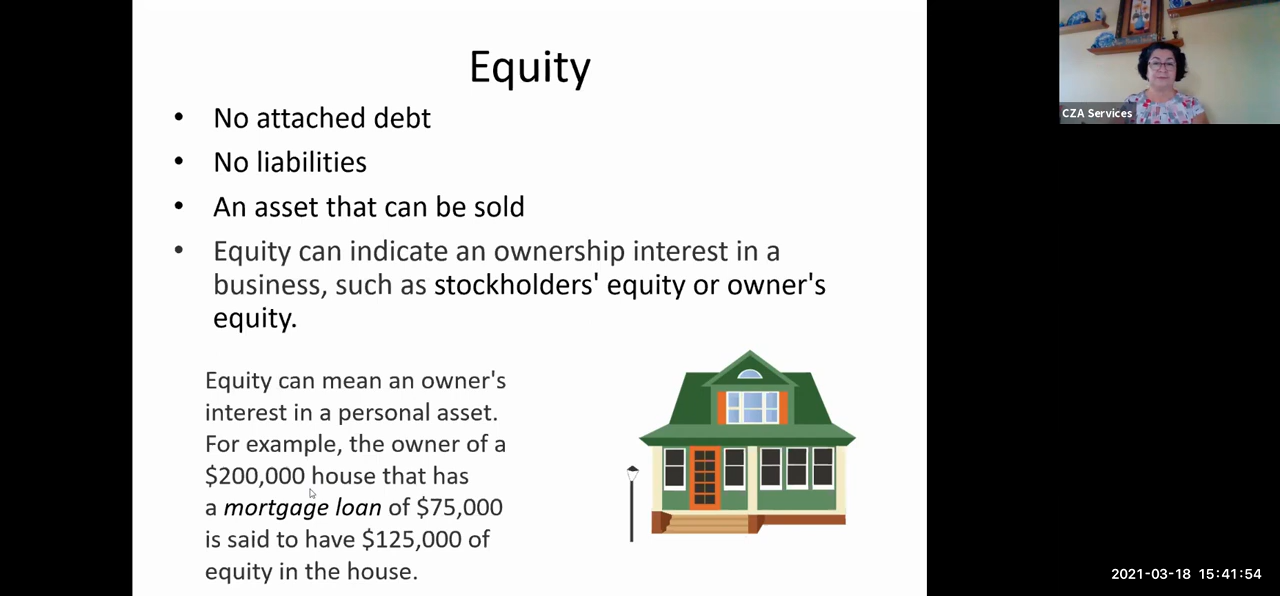 Equity
• No attached debt
• No liabilities
• An asset that can be sold
• Equity can indicate an ownership interest in a
business, such as stockholders' equity or owner's
equity.
Equity can mean an owner's
interest in a personal asset.
For example, the owner of a
$200,000 house that has
a mortgage loan of $75,000
is said to have $125,000 of
equity in the house.
CZA Services
2021-03-18 15:41:54